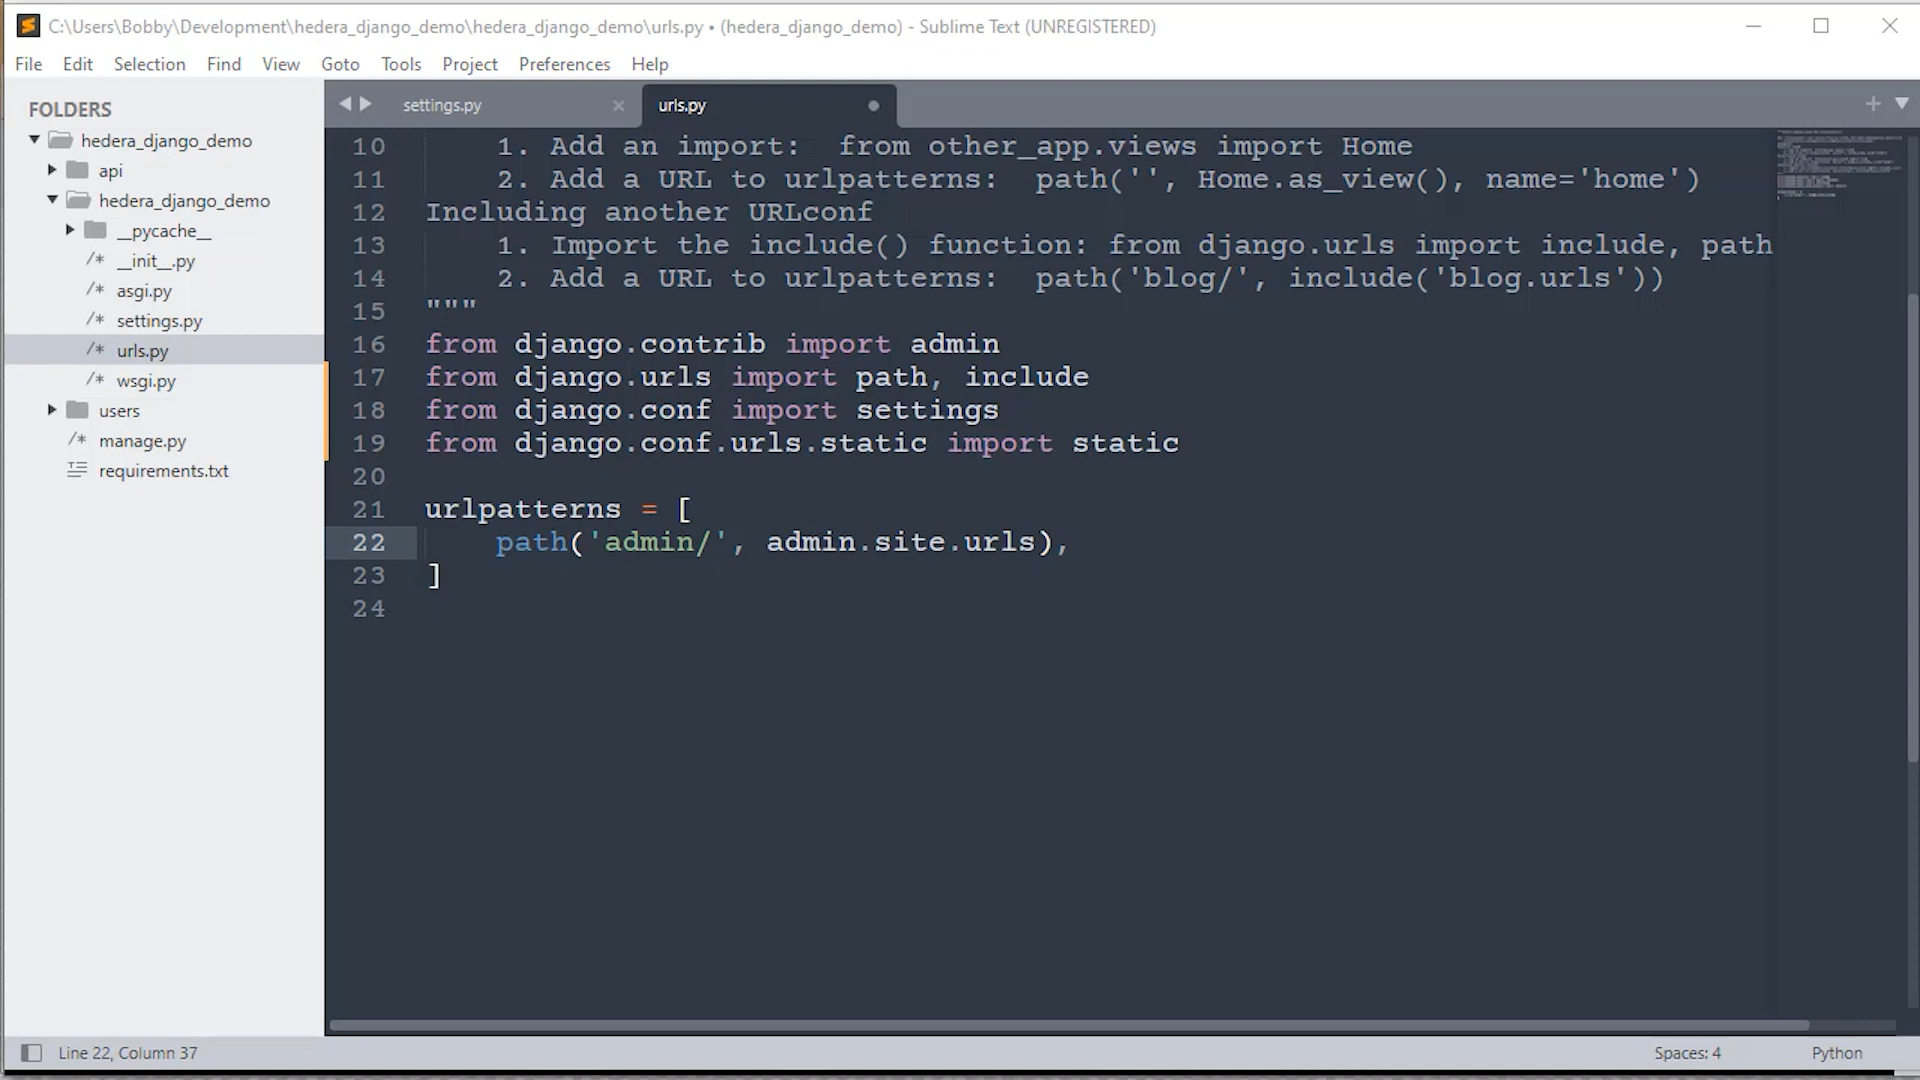 C:\Users\Bobby\Development\hedera_django_demo\hedera_django_demo\urls.py • (hedera_django_demo) - Sublime Text (UNREGISTERED)
File Edit Selection Find View Goto Tools Project Preferences Help
FOLDERS
hedera_django_demo
api
hedera_django_demo
__pycache__
/* __init__.py
/* asgi.py
/* settings.py
/* urls.py
/* wsgi.py
users
/* manage.py
requirements.txt
settings.py × urls.py
10     1. Add an import:  from other_app.views import Home
11     2. Add a URL to urlpatterns:  path('', Home.as_view(), name='home')
12 Including another URLconf
13     1. Import the include() function: from django.urls import include, path
14     2. Add a URL to urlpatterns:  path('blog/', include('blog.urls'))
15 """
16 from django.contrib import admin
17 from django.urls import path, include
18 from django.conf import settings
19 from django.conf.urls.static import static
20
21 urlpatterns = [
22     path('admin/', admin.site.urls),
23 ]
24
Line 22, Column 37 Spaces: 4 Python